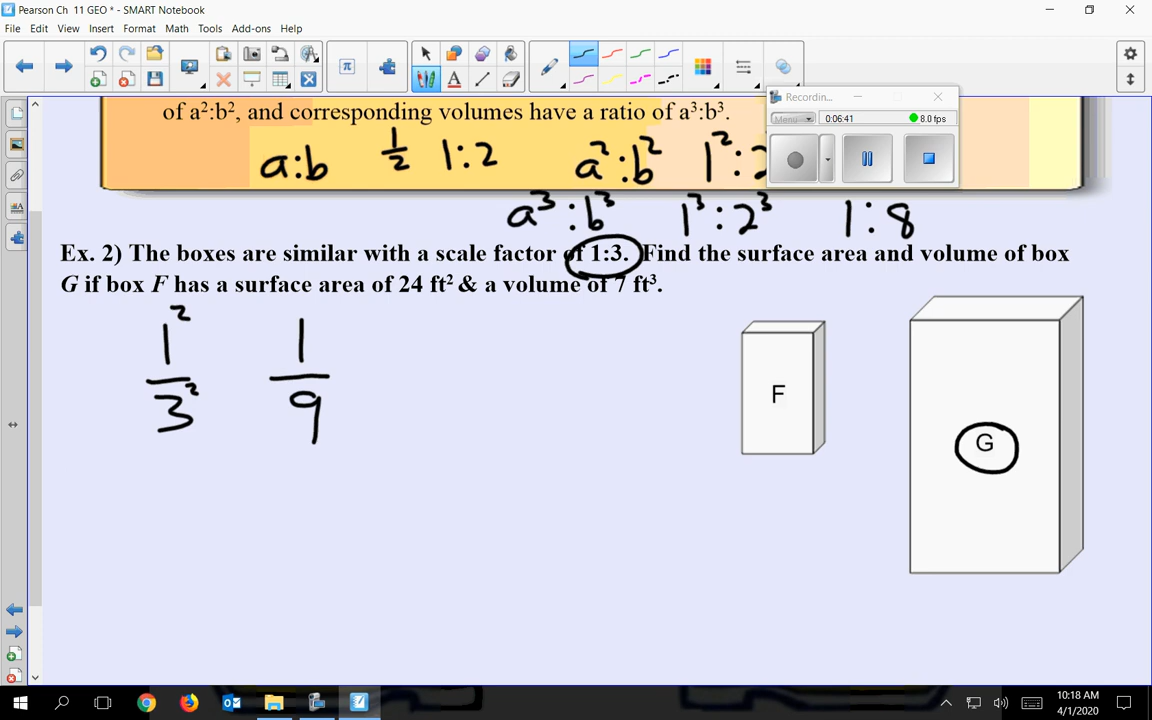 Pearson Ch 11 GEO * - SMART Notebook
File Edit View Insert Format Math Tools Add-ons Help
Recordin...
Menu 0:06:41 8.0 fps
of a²:b², and corresponding volumes have a ratio of a³:b³.
a:b 1/2 1:2 a²:b² 1²:2
a³:b³ 1³:2³ 1:8
Ex. 2) The boxes are similar with a scale factor of 1:3. Find the surface area and volume of box
G if box F has a surface area of 24 ft² & a volume of 7 ft³.
1²/3² 1/9
F
G
10:18 AM
4/1/2020